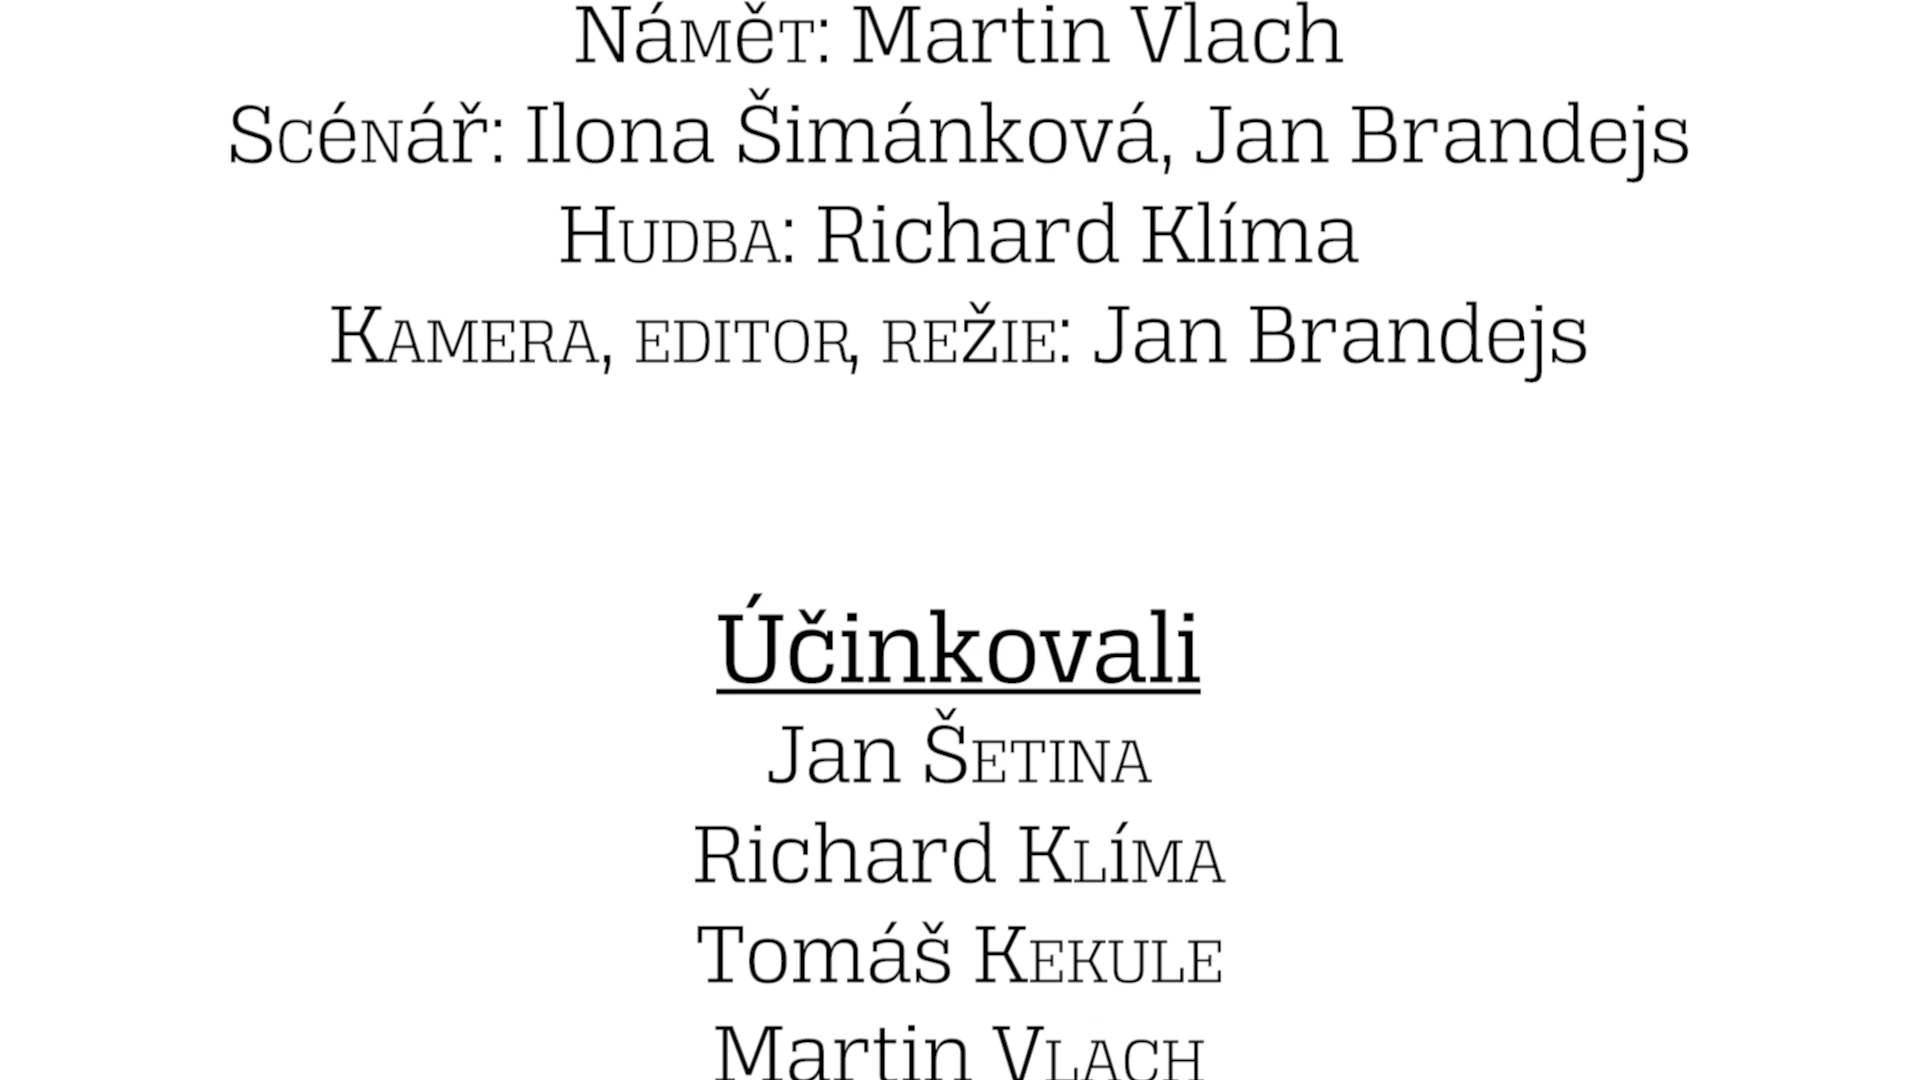 Námět: Martin Vlach
Scénář: Ilona Šimánková, Jan Brandejs
Hudba: Richard Klíma
Kamera, editor, režie: Jan Brandejs
Účinkovali
Jan Šetina
Richard Klíma
Tomáš Kekule
Martin Vlach